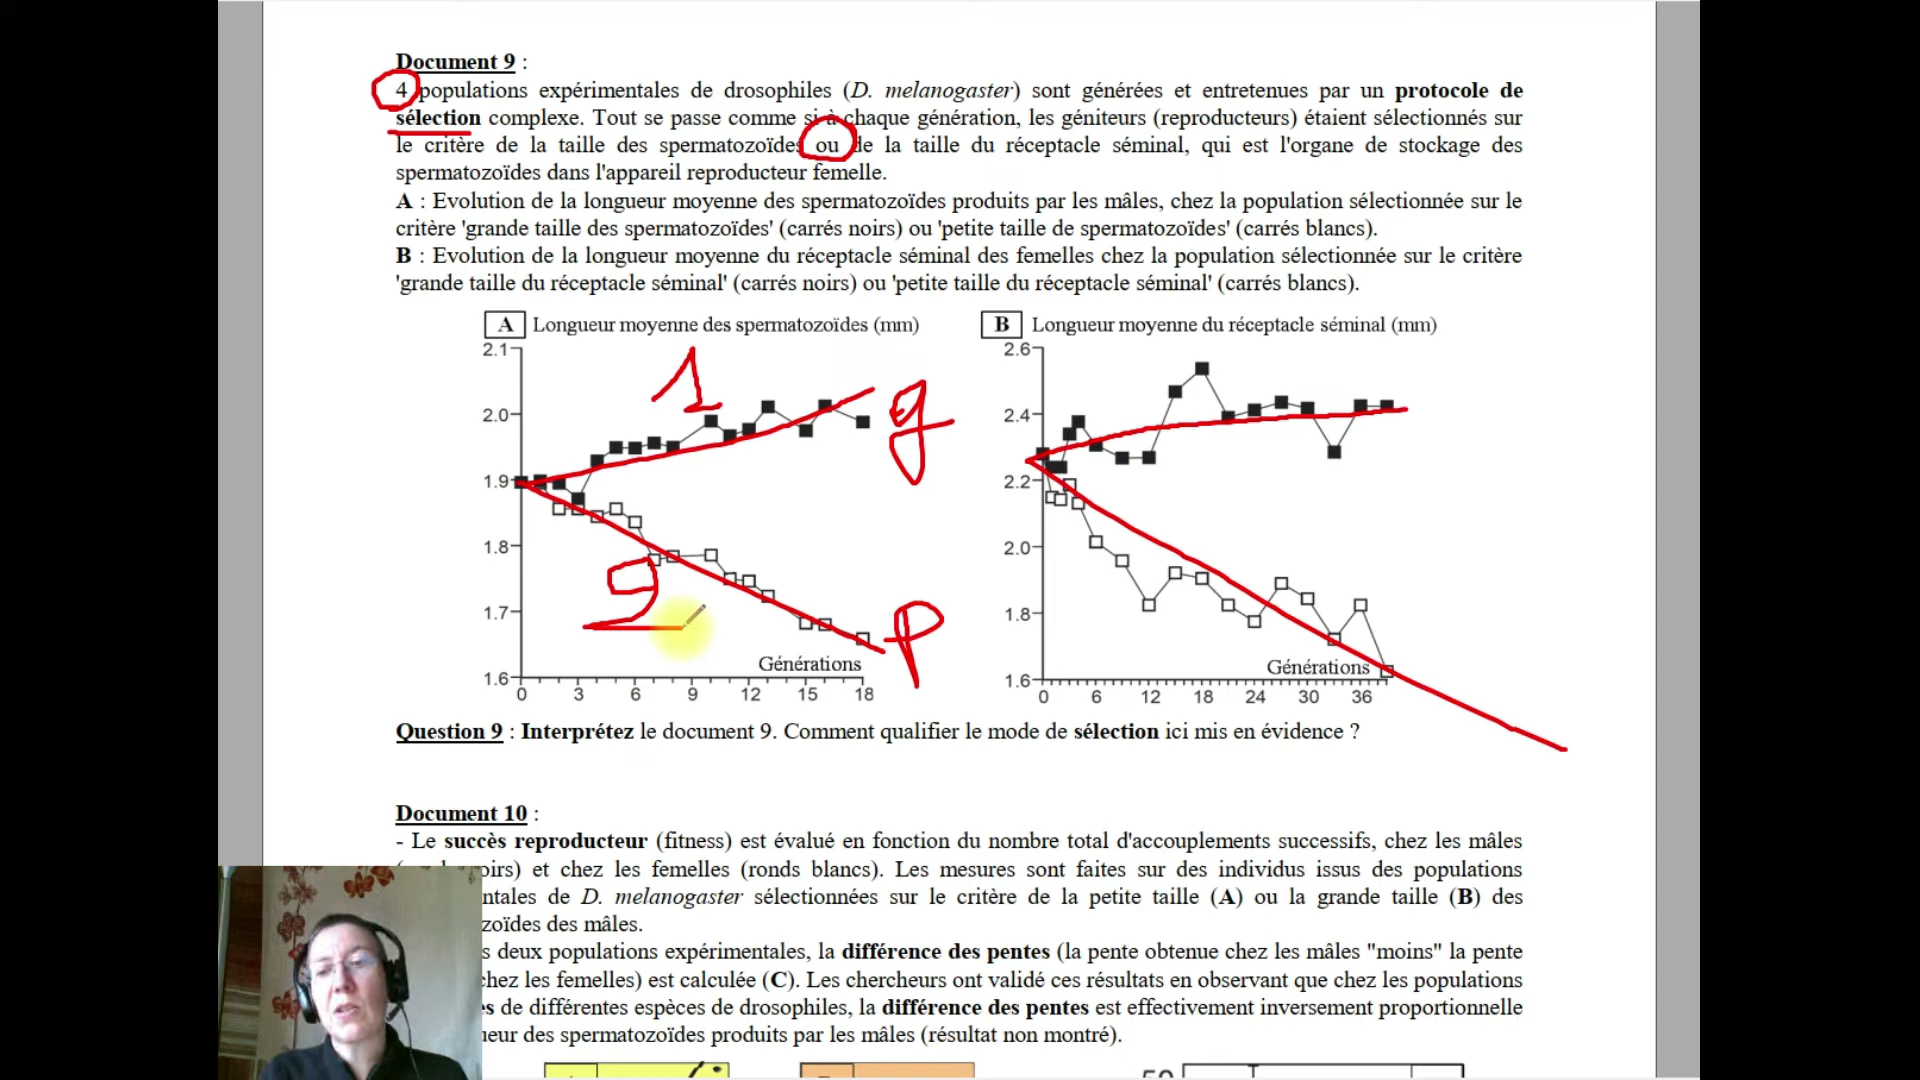 Document 9 :
4 populations expérimentales de drosophiles (D. melanogaster) sont générées et entretenues par un protocole de
sélection complexe. Tout se passe comme si à chaque génération, les géniteurs (reproducteurs) étaient sélectionnés sur
le critère de la taille des spermatozoïdes ou de la taille du réceptacle séminal, qui est l'organe de stockage des
spermatozoïdes dans l'appareil reproducteur femelle.
A : Evolution de la longueur moyenne des spermatozoïdes produits par les mâles, chez la population sélectionnée sur le
critère 'grande taille des spermatozoïdes' (carrés noirs) ou 'petite taille de spermatozoïdes' (carrés blancs).
B : Evolution de la longueur moyenne du réceptacle séminal des femelles chez la population sélectionnée sur le critère
'grande taille du réceptacle séminal' (carrés noirs) ou 'petite taille du réceptacle séminal' (carrés blancs).
A Longueur moyenne des spermatozoïdes (mm)
2.1
2.0
1.9
1.8
1.7
1.6
0 3 6 9 12 15 18
Générations
1
g
2
p
B Longueur moyenne du réceptacle séminal (mm)
2.6
2.4
2.2
2.0
1.8
1.6
0 6 12 18 24 30 36
Générations
Question 9 : Interprétez le document 9. Comment qualifier le mode de sélection ici mis en évidence ?
Document 10 :
- Le succès reproducteur (fitness) est évalué en fonction du nombre total d'accouplements successifs, chez les mâles
et chez les femelles (ronds blancs). Les mesures sont faites sur des individus issus des populations
de D. melanogaster sélectionnées sur le critère de la petite taille (A) ou la grande taille (B) des
des mâles.
deux populations expérimentales, la différence des pentes (la pente obtenue chez les mâles "moins" la pente
chez les femelles) est calculée (C). Les chercheurs ont validé ces résultats en observant que chez les populations
de différentes espèces de drosophiles, la différence des pentes est effectivement inversement proportionnelle
des spermatozoïdes produits par les mâles (résultat non montré).